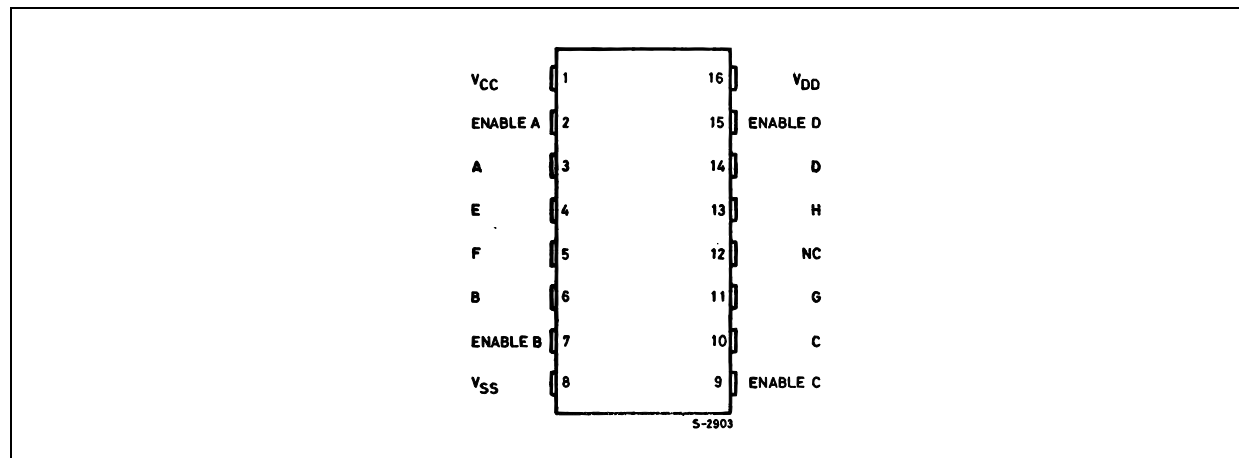 VCC 1 16 VDD
ENABLE A 2 15 ENABLE D
A 3 14 D
E 4 13 H
F 5 12 NC
B 6 11 G
ENABLE B 7 10 C
VSS 8 9 ENABLE C
S-2903